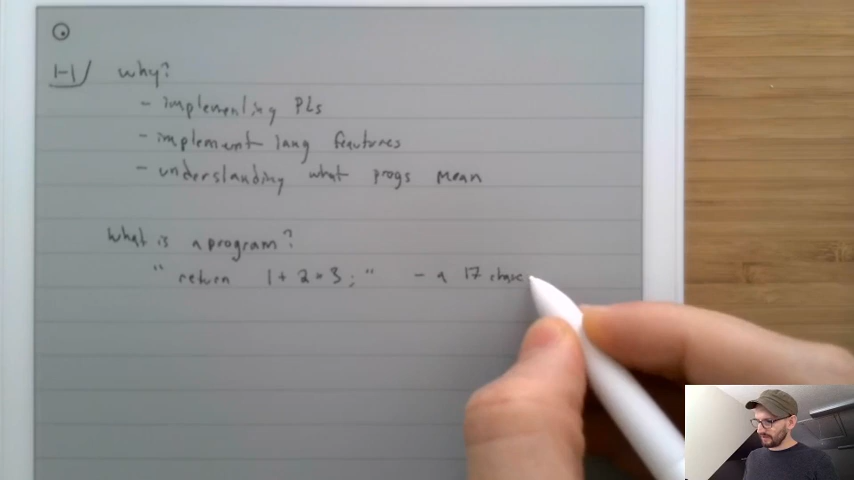 1-1/ why?
- implementing PLs
- implement lang features
- understanding what progs mean
What is a program?
" return 1 + 2 * 3; " - a 17 charac